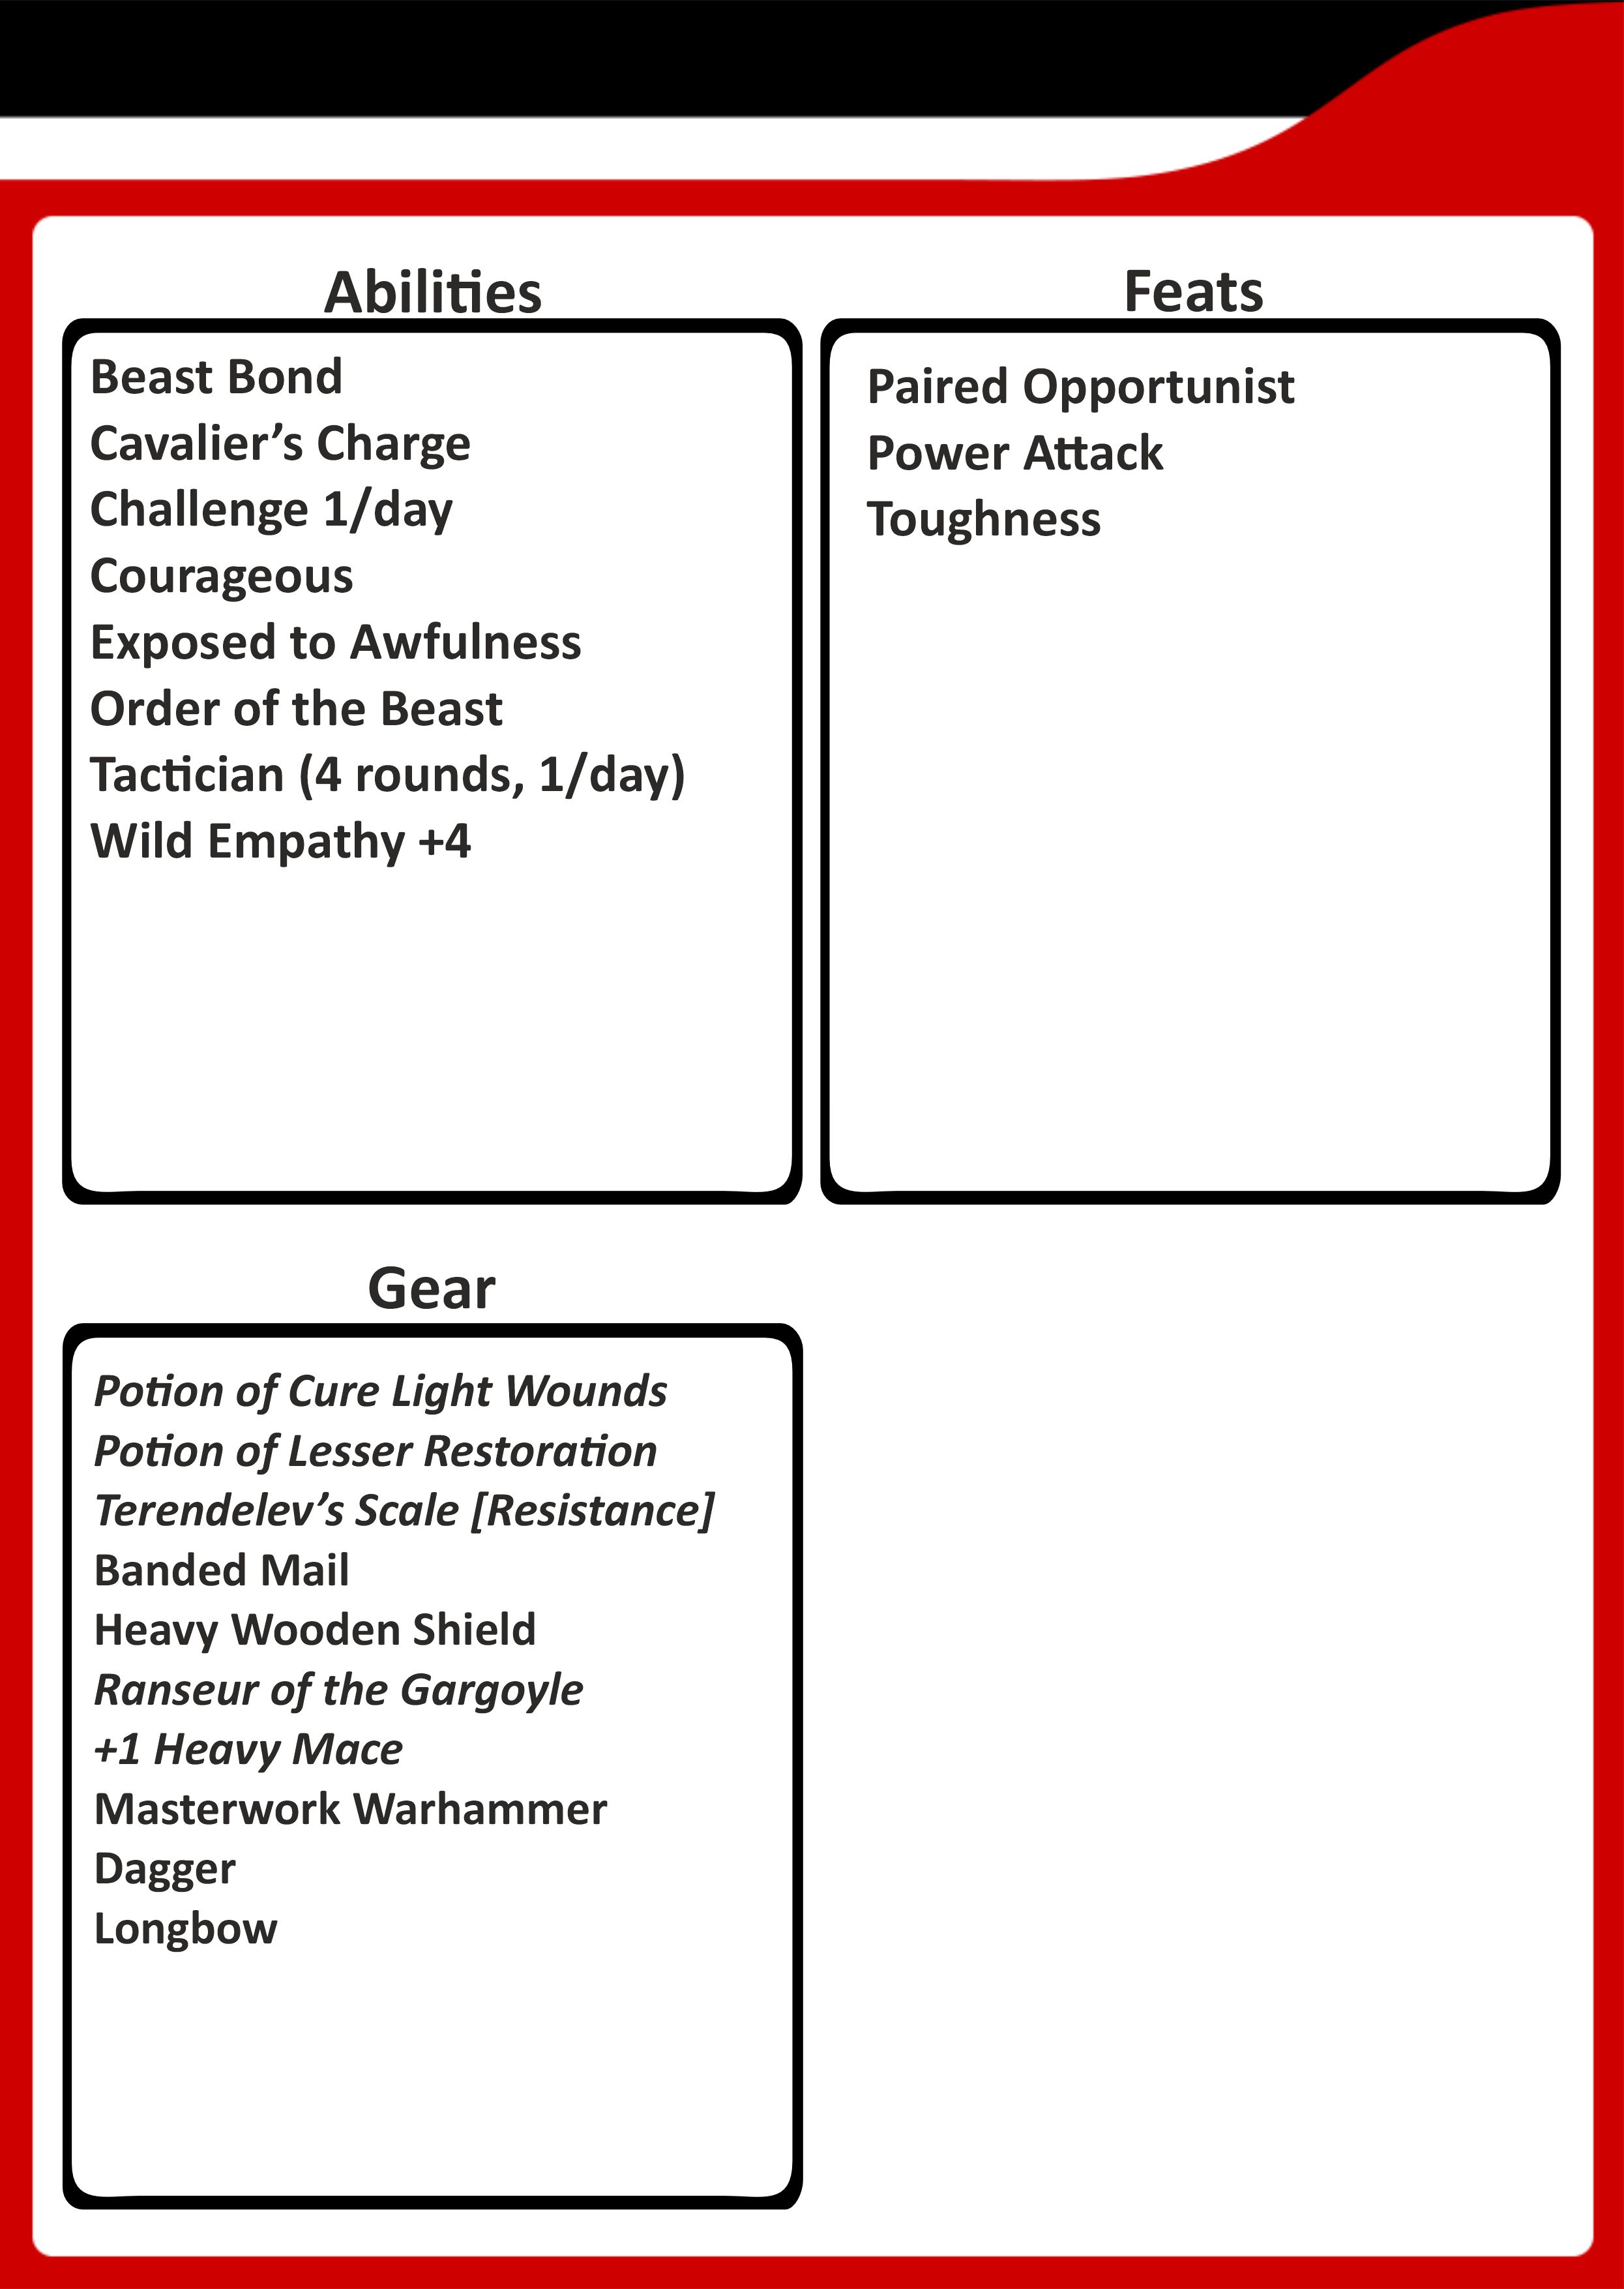 Abilities
Beast Bond
Cavalier’s Charge
Challenge 1/day
Courageous
Exposed to Awfulness
Order of the Beast
Tactician (4 rounds, 1/day)
Wild Empathy +4
Feats
Paired Opportunist
Power Attack
Toughness
Gear
Potion of Cure Light Wounds
Potion of Lesser Restoration
Terendelev’s Scale [Resistance]
Banded Mail
Heavy Wooden Shield
Ranseur of the Gargoyle
+1 Heavy Mace
Masterwork Warhammer
Dagger
Longbow